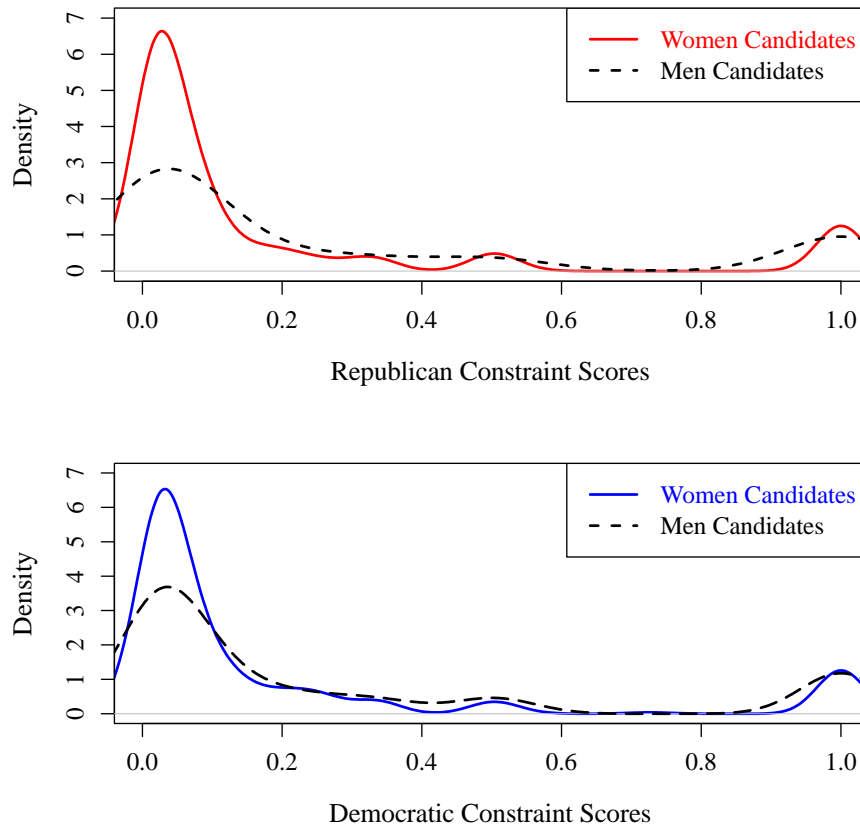 7
6
5
4
3
2
1
0
Density
Women Candidates
Men Candidates
0.0 0.2 0.4 0.6 0.8 1.0
Republican Constraint Scores
7
6
5
4
3
2
1
0
Density
Women Candidates
Men Candidates
0.0 0.2 0.4 0.6 0.8 1.0
Democratic Constraint Scores